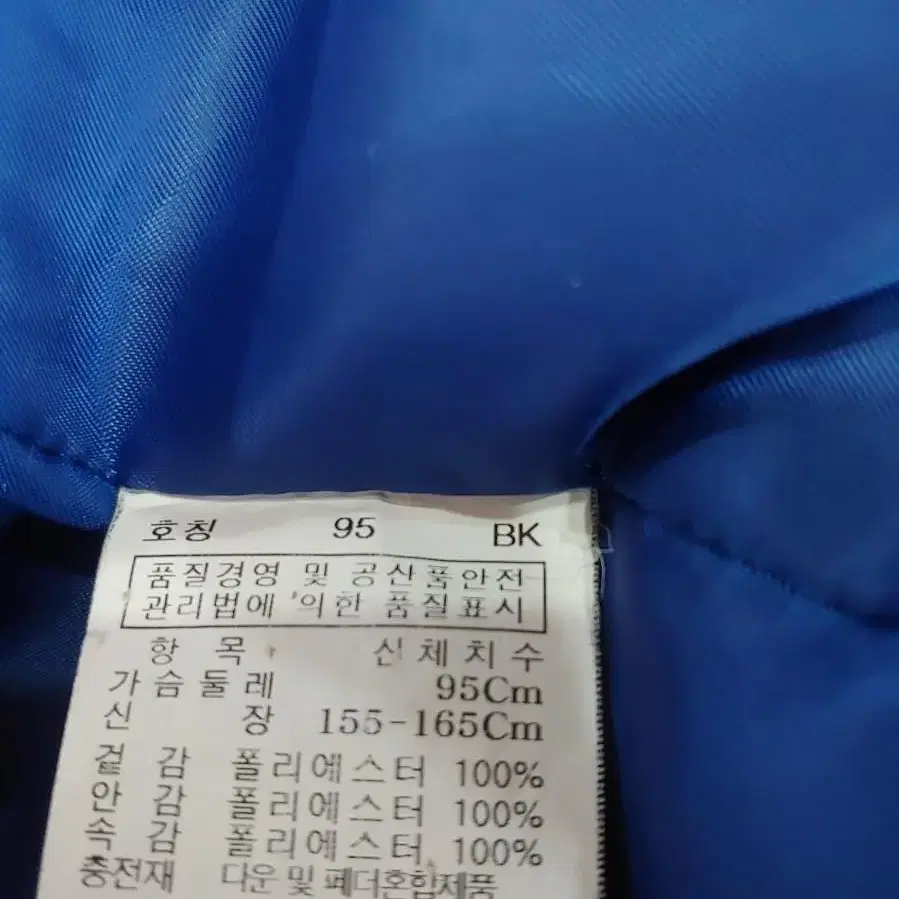 호칭 95 BK
품질경영 및 공산품안전
관리법에 의한 품질표시
항목 신체치수
가슴둘레 95Cm
신장 155-165Cm
겉감 폴리에스터 100%
안감 폴리에스터 100%
속감 폴리에스터 100%
충전재 다운 및 페더혼합제품